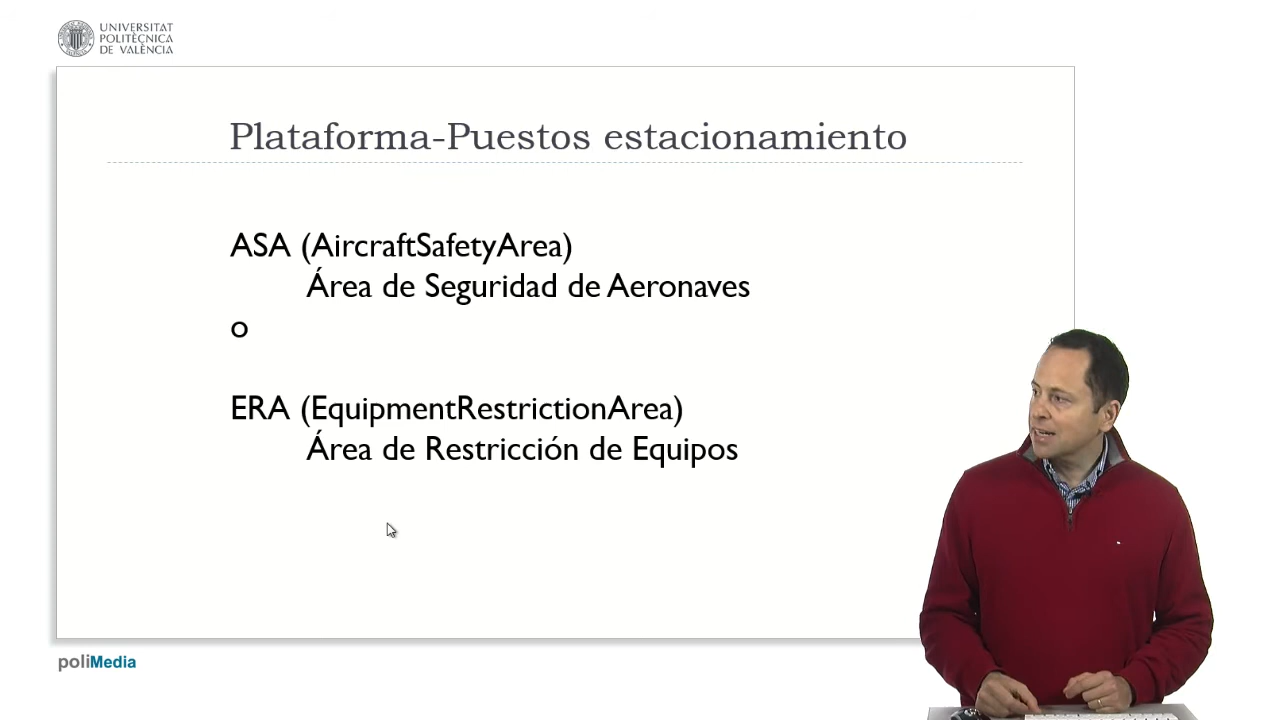 UNIVERSITAT
POLITÈCNICA
DE VALÈNCIA
Plataforma-Puestos estacionamiento
ASA (AircraftSafetyArea)
Área de Seguridad de Aeronaves
o
ERA (EquipmentRestrictionArea)
Área de Restricción de Equipos
poliMedia